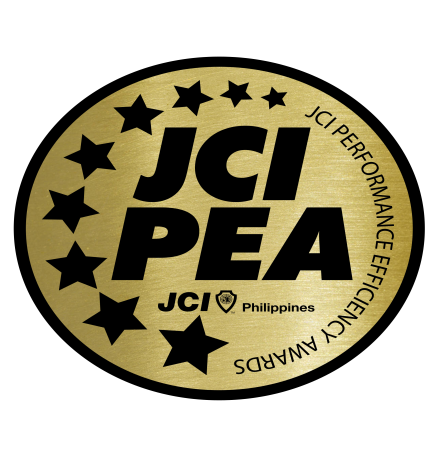 JCI
PEA
JCI Philippines
JCI PERFORMANCE EFFICIENCY AWARDS